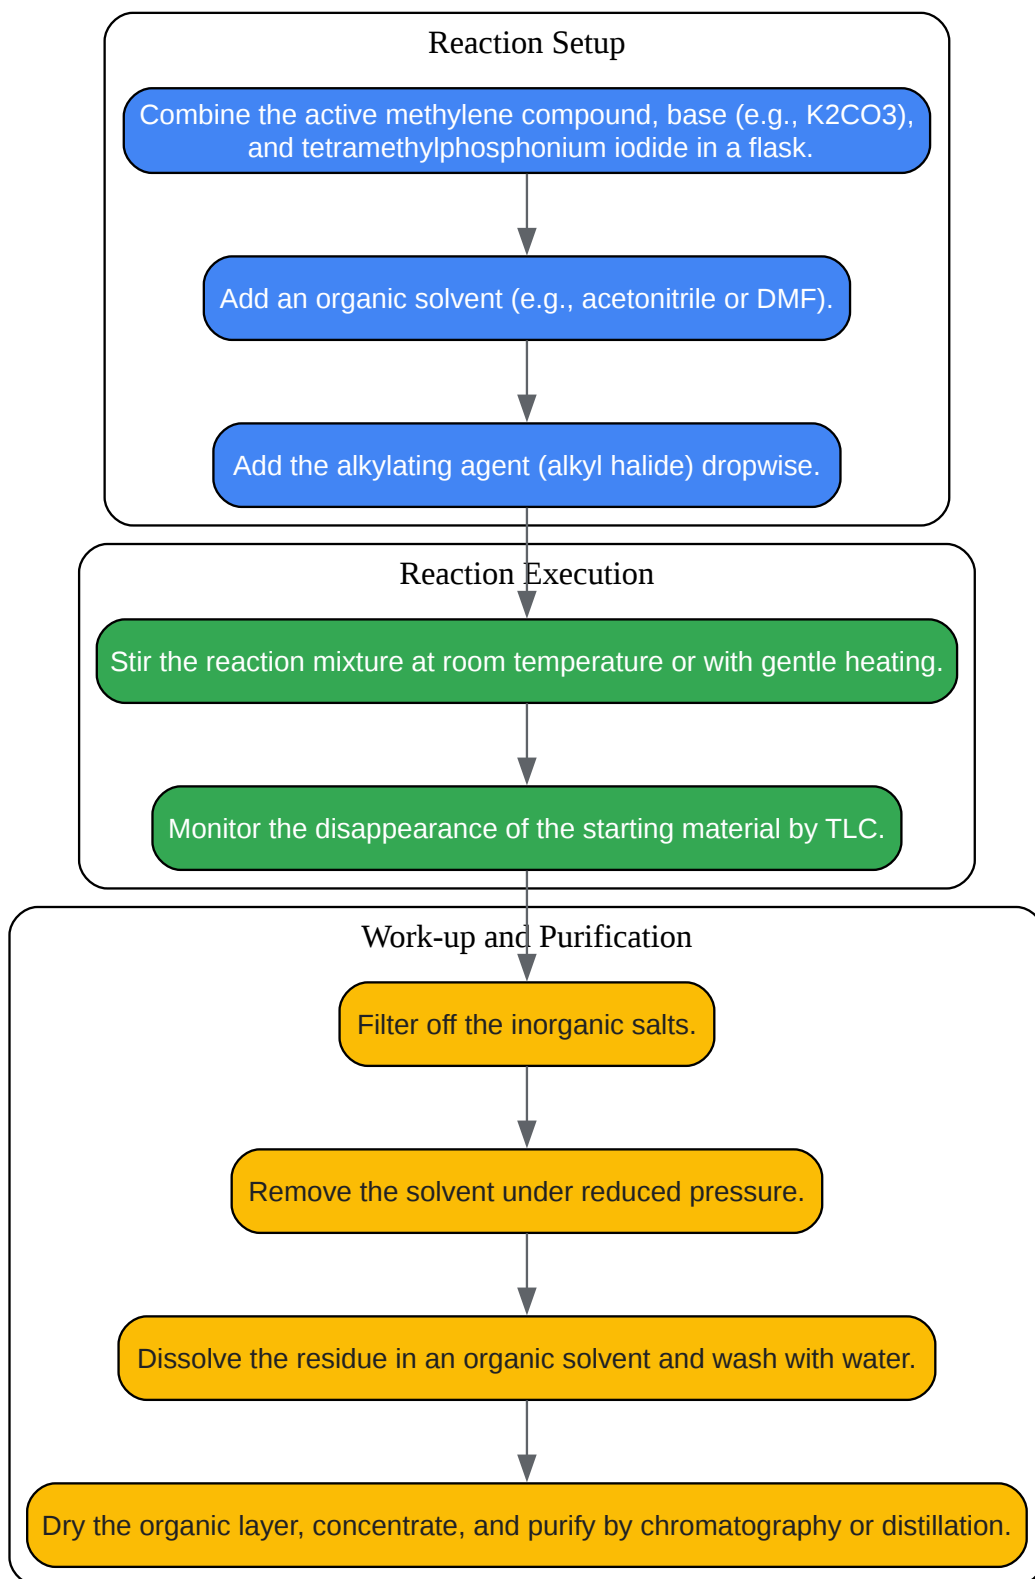 Reaction Setup
Combine the active methylene compound, base (e.g., K2CO3),
and tetramethylphosphonium iodide in a flask.
Add an organic solvent (e.g., acetonitrile or DMF).
Add the alkylating agent (alkyl halide) dropwise.
Reaction Execution
Stir the reaction mixture at room temperature or with gentle heating.
Monitor the disappearance of the starting material by TLC.
Work-up and Purification
Filter off the inorganic salts.
Remove the solvent under reduced pressure.
Dissolve the residue in an organic solvent and wash with water.
Dry the organic layer, concentrate, and purify by chromatography or distillation.